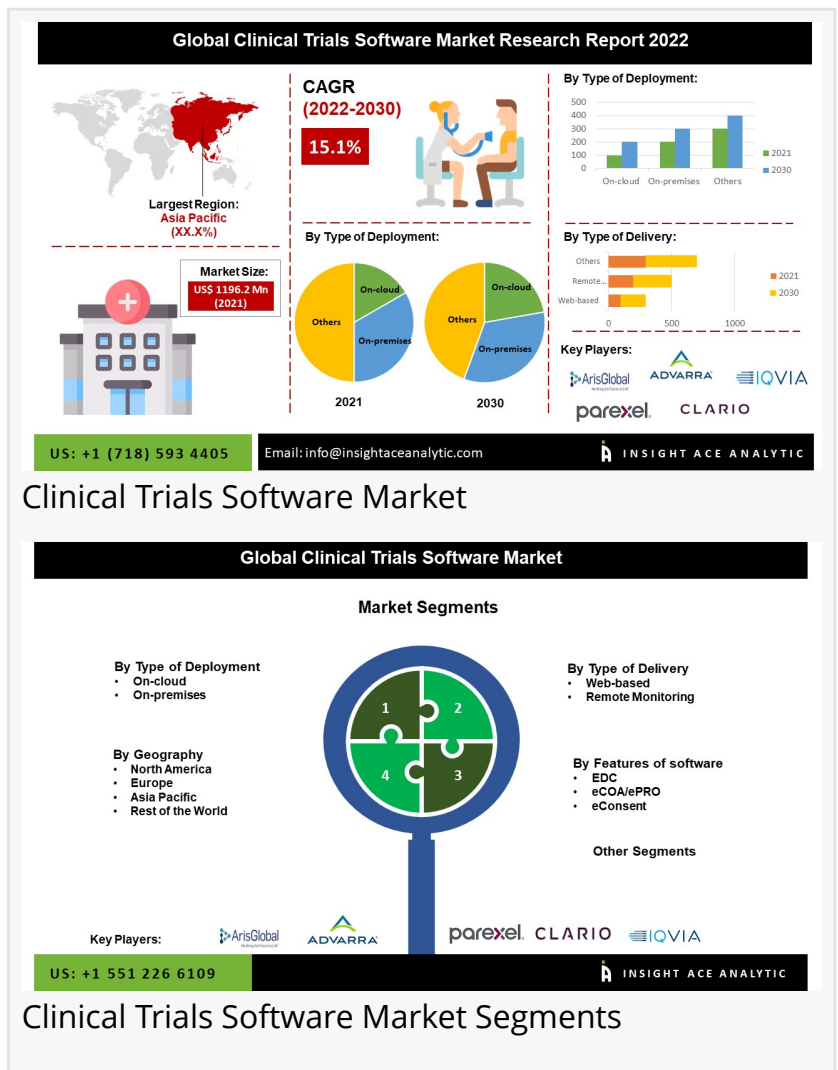 Global Clinical Trials Software Market Research Report 2022
Largest Region:
Asia Pacific
(XX.X%)
CAGR
(2022-2030)
15.1%
By Type of Deployment:
500
400
300
200
100
0
On-cloud On-premises Others
2021
2030
Market Size:
US$ 1196.2 Mn
(2021)
By Type of Deployment:
On-cloud
On-premises
Others
2021
On-cloud
On-premises
Others
2030
By Type of Delivery:
Others
Remote...
Web-based
0 500 1000
2021
2030
Key Players:
ArisGlobal
ADVARRA
IQVIA
parexel.
CLARIO
US: +1 (718) 593 4405
Email: info@insightaceanalytic.com
INSIGHT ACE ANALYTIC
Clinical Trials Software Market
Global Clinical Trials Software Market
Market Segments
By Type of Deployment
• On-cloud
• On-premises
By Geography
• North America
• Europe
• Asia Pacific
• Rest of the World
1
2
4
3
By Type of Delivery
• Web-based
• Remote Monitoring
By Features of software
• EDC
• eCOA/ePRO
• eConsent
Other Segments
Key Players:
ArisGlobal
ADVARRA
parexel.
CLARIO
IQVIA
US: +1 551 226 6109
INSIGHT ACE ANALYTIC
Clinical Trials Software Market Segments